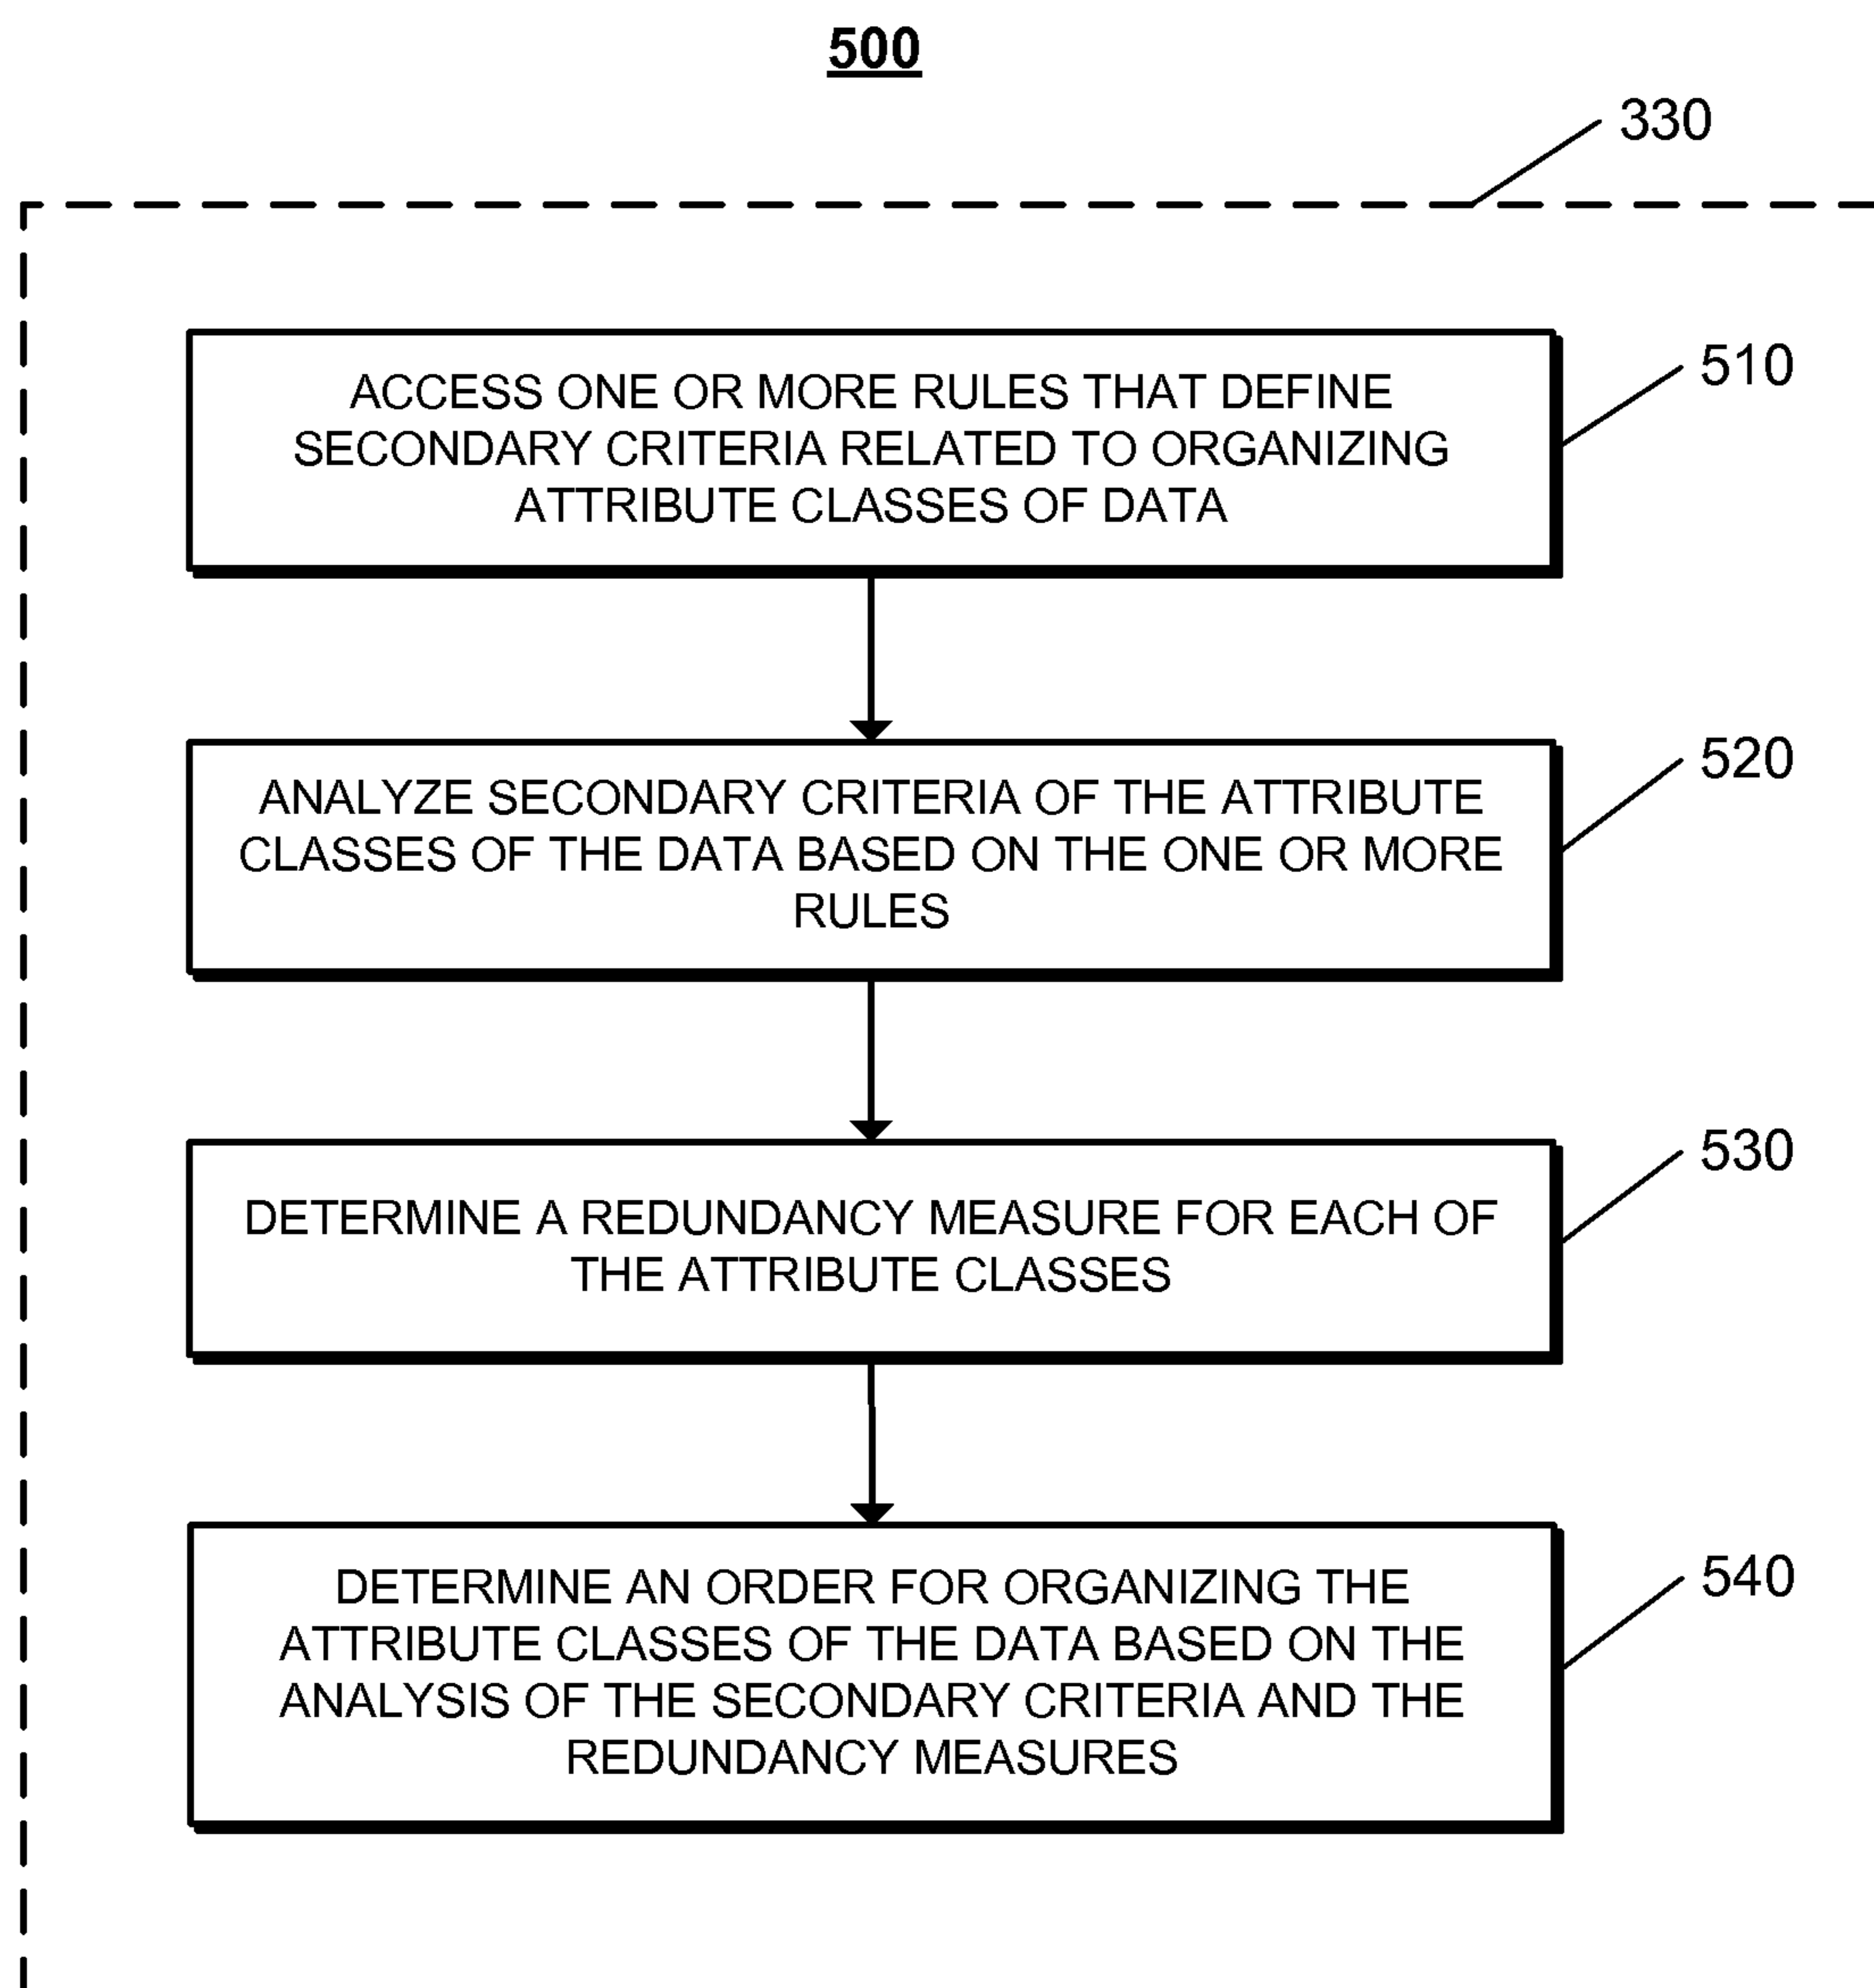 500
330
ACCESS ONE OR MORE RULES THAT DEFINE
SECONDARY CRITERIA RELATED TO ORGANIZING
ATTRIBUTE CLASSES OF DATA
510
ANALYZE SECONDARY CRITERIA OF THE ATTRIBUTE
CLASSES OF THE DATA BASED ON THE ONE OR MORE
RULES
520
DETERMINE A REDUNDANCY MEASURE FOR EACH OF
THE ATTRIBUTE CLASSES
530
DETERMINE AN ORDER FOR ORGANIZING THE
ATTRIBUTE CLASSES OF THE DATA BASED ON THE
ANALYSIS OF THE SECONDARY CRITERIA AND THE
REDUNDANCY MEASURES
540